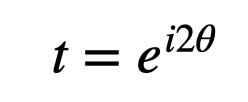 t = e^{i2θ}